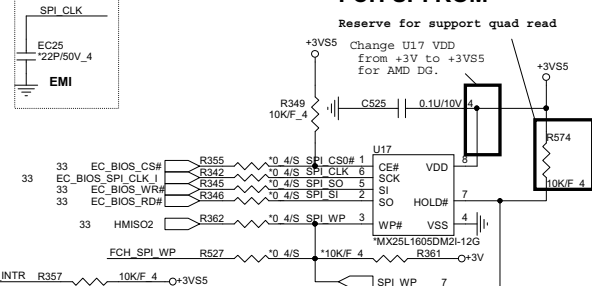 SPI_CLK
EC25
*22P/50V_4
EMI
Reserve for support quad read
+3VS5
Change U17 VDD
from +3V to +3VS5
for AMD DG.
+3VS5
R349
10K/F_4
C525
0.1U/10V_4
R574
10K/F_4
U17
33 EC_BIOS_CS# R355 *0_4/S SPI_CS0# 1 CE# VDD 8
33 EC_BIOS_SPI_CLK_I R342 *0_4/S SPI_CLK 6 SCK
33 EC_BIOS_WR# R345 *0_4/S SPI_SO 5 SI
33 EC_BIOS_RD# R346 *0_4/S SPI_SI 2 SO HOLD# 7
33 HMISO2 R362 *0_4/S SPI_WP 3 WP# VSS 4
*MX25L1605DM2I-12G
FCH_SPI_WP R527 *0_4/S *10K/F_4 R361 +3V
INTR R357 10K/F_4 +3VS5
SPI_WP 7